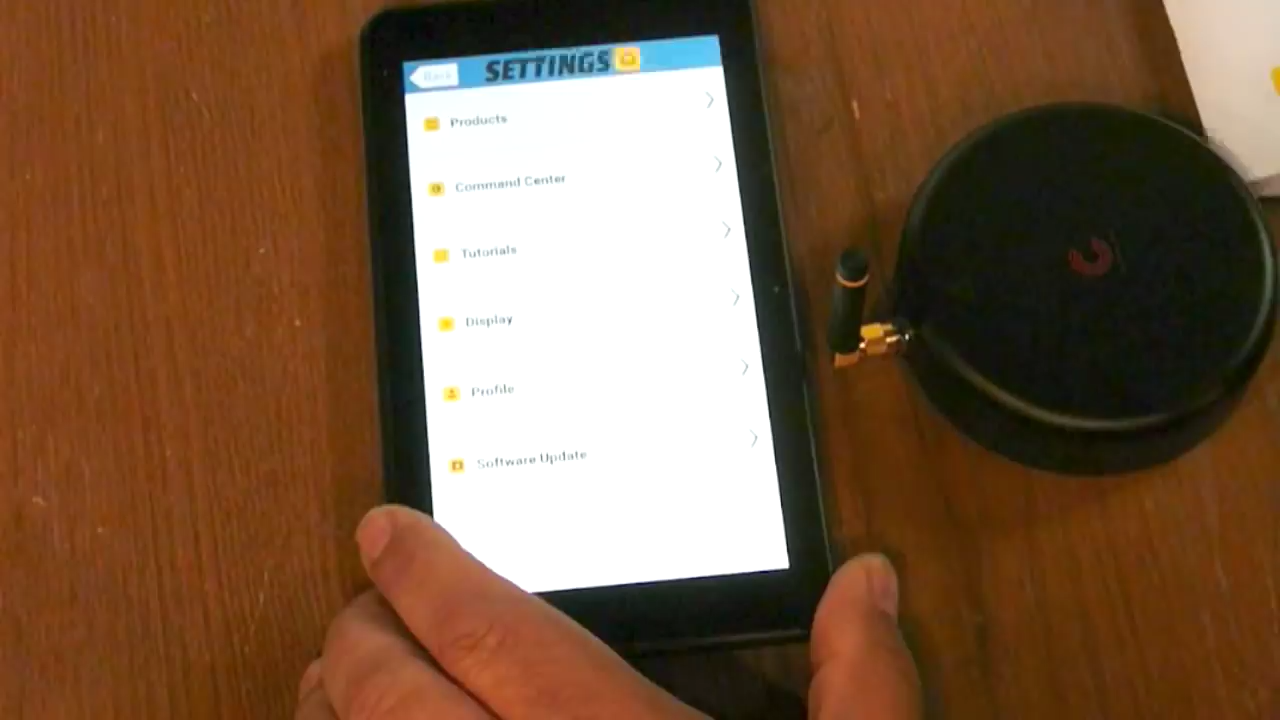 Back
SETTINGS
Products
Command Center
Tutorials
Display
Profile
Software Update